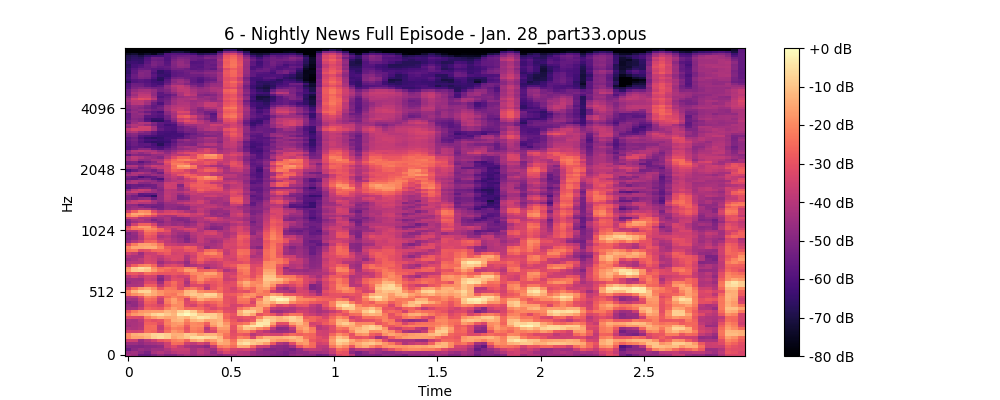 6 - Nightly News Full Episode - Jan. 28_part33.opus
Hz
4096
2048
1024
512
0
0
0.5
1
1.5
2
2.5
Time
+0 dB
-10 dB
-20 dB
-30 dB
-40 dB
-50 dB
-60 dB
-70 dB
-80 dB